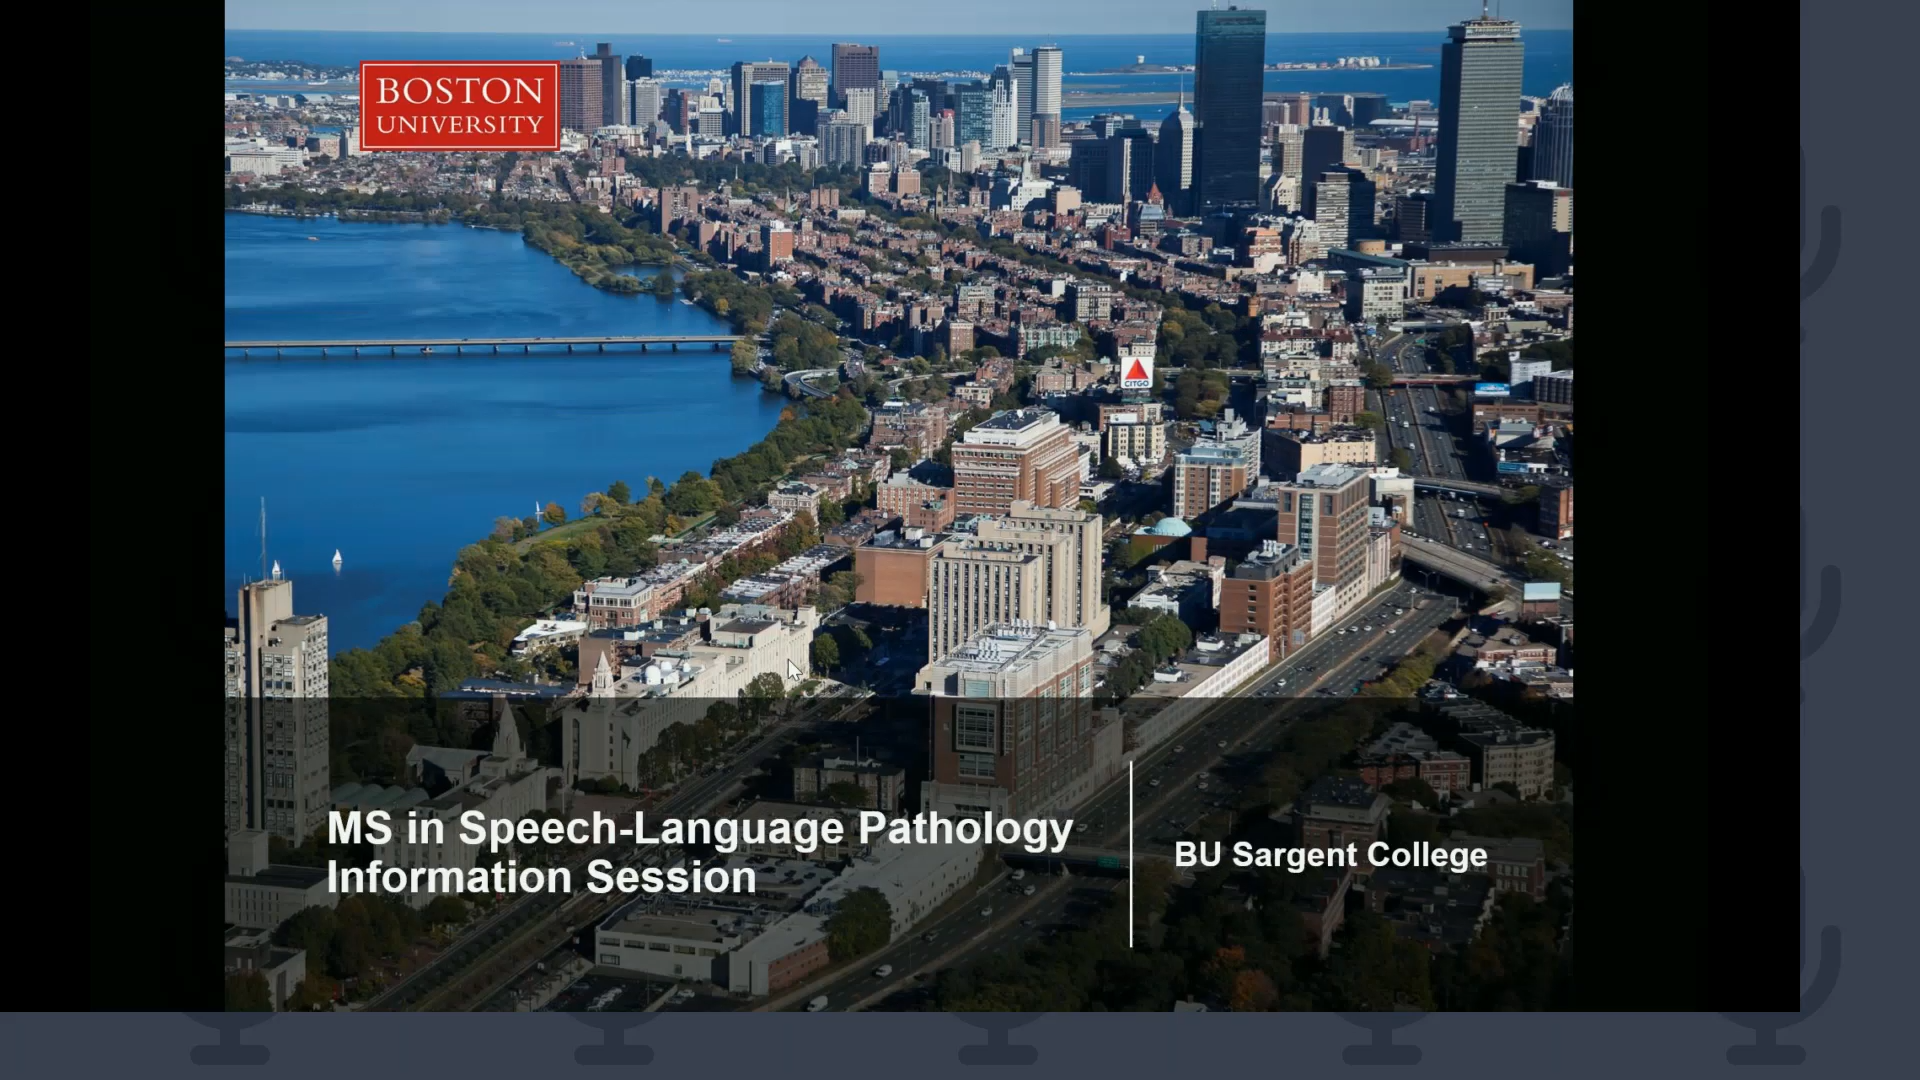 BOSTON
UNIVERSITY
CITGO
MS in Speech-Language Pathology
Information Session
BU Sargent College